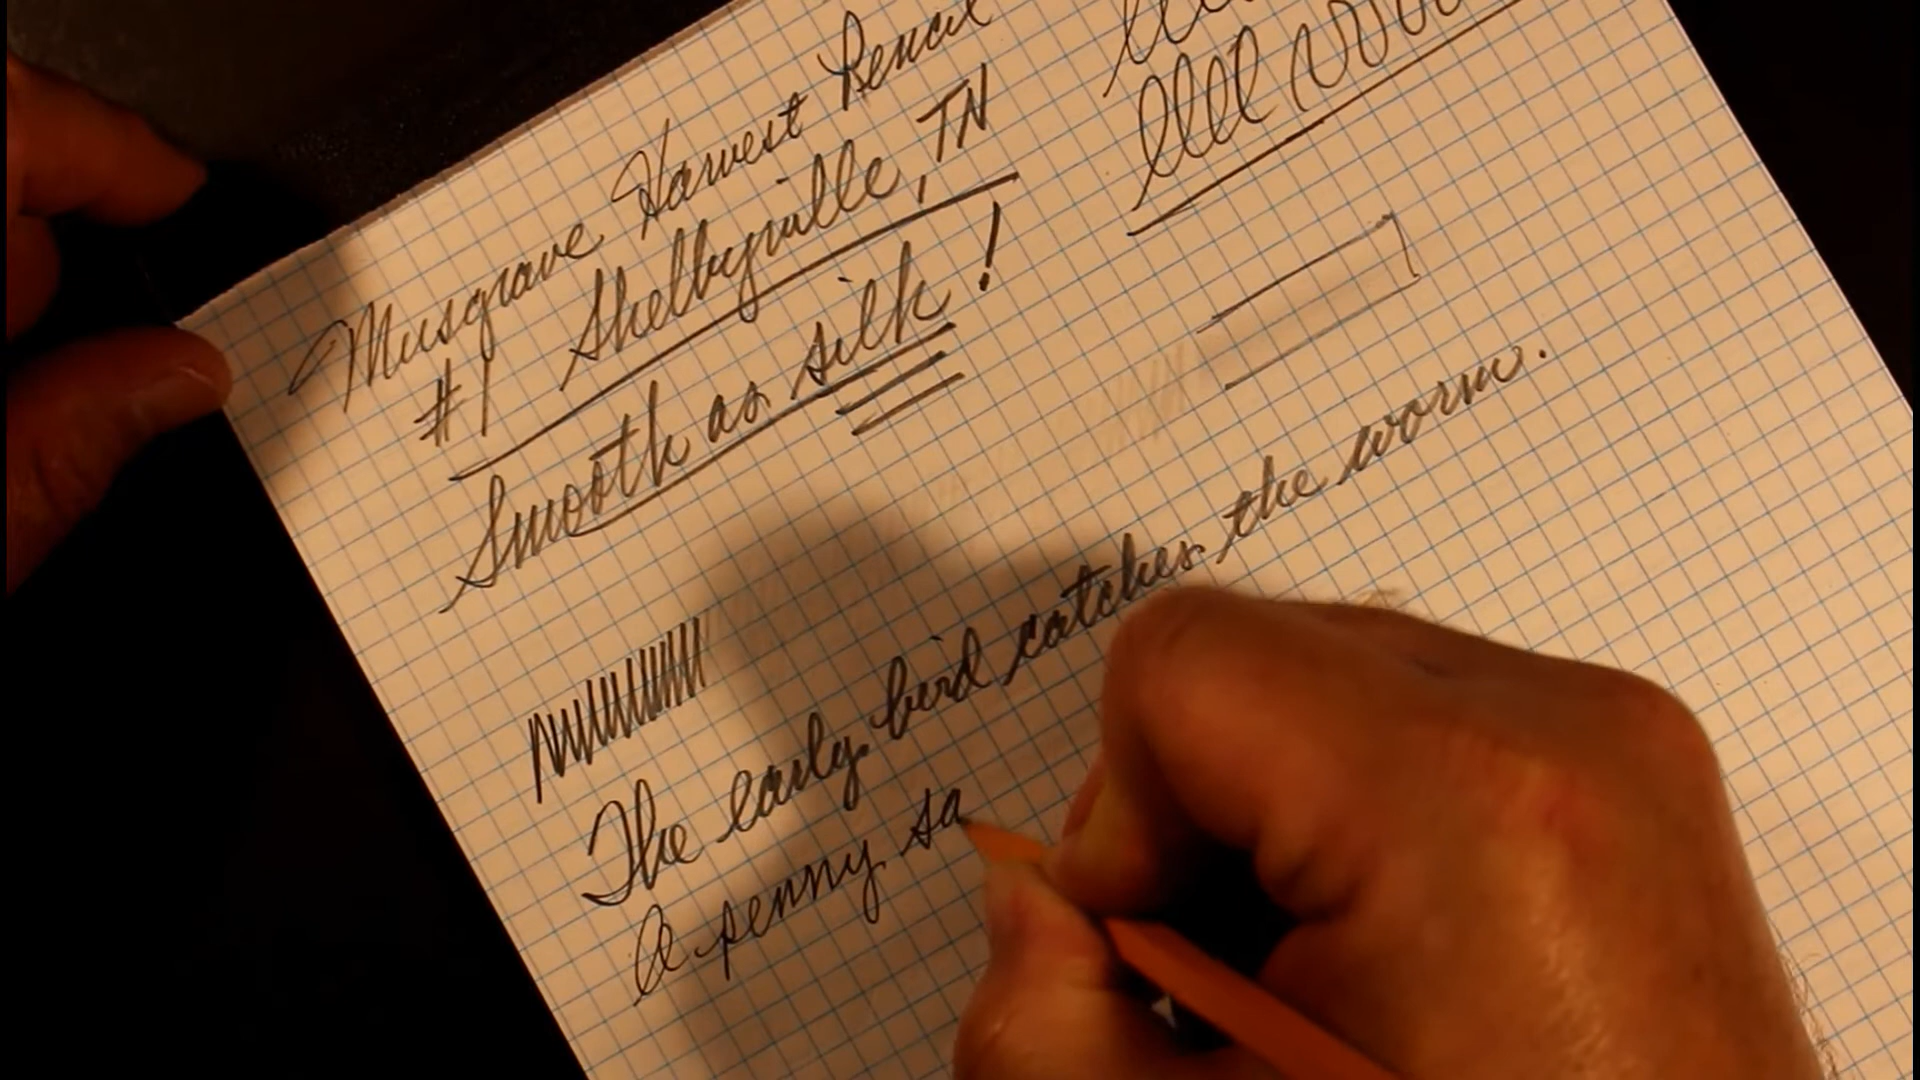 Musgrave Harvest Pencil
#1 Shelbyville, TN
Smooth as silk!
The early bird catches the worm.
A penny sa